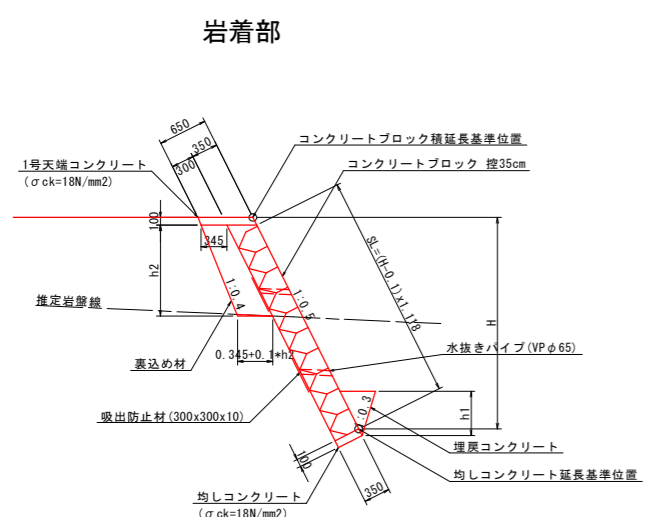 岩着部
650
350
300
コンクリートブロック積延長基準位置
1号天端コンクリート
(σck=18N/mm2)
コンクリートブロック 控35cm
100
345
h2
SL=(H-0.1)x1.118
1:0.4
1:0.5
H
推定岩盤線
水抜きパイプ(VPφ65)
裏込め材
0.345+0.1*h2
吸出防止材(300x300x10)
1:0.3
h1
埋戻コンクリート
100
均しコンクリート延長基準位置
350
均しコンクリート
(σck=18N/mm2)